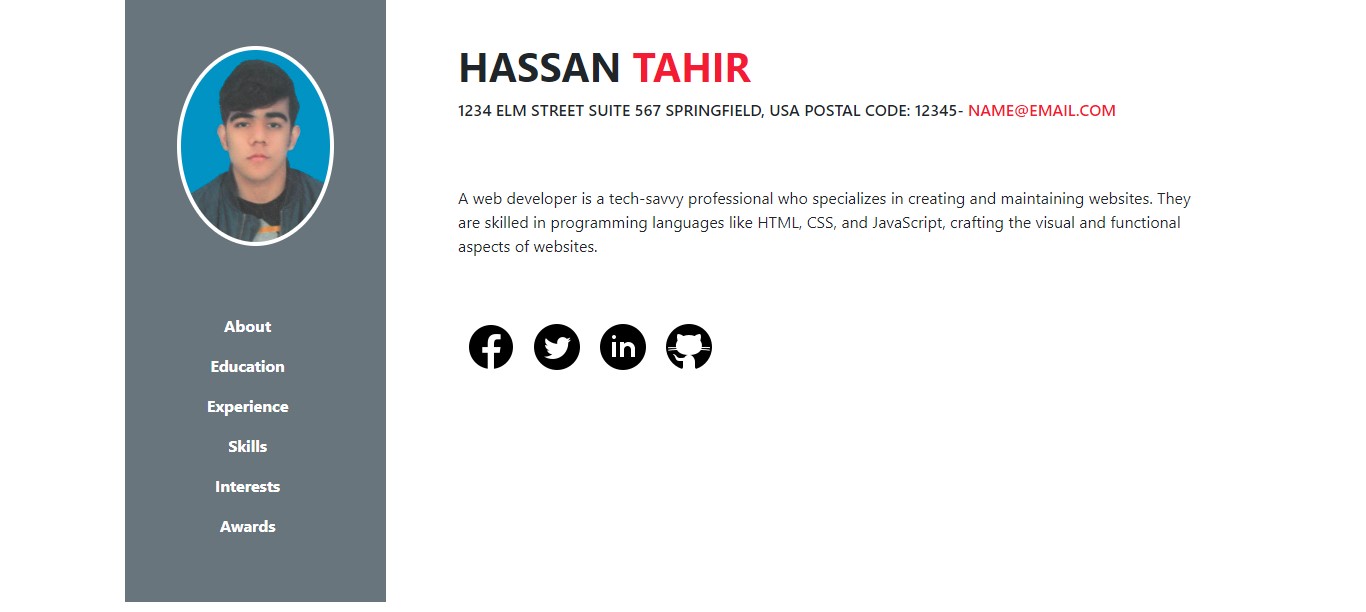 HASSAN TAHIR
1234 ELM STREET SUITE 567 SPRINGFIELD, USA POSTAL CODE: 12345- NAME@EMAIL.COM
A web developer is a tech-savvy professional who specializes in creating and maintaining websites. They
are skilled in programming languages like HTML, CSS, and JavaScript, crafting the visual and functional
aspects of websites.
in
About
Education
Experience
Skills
Interests
Awards